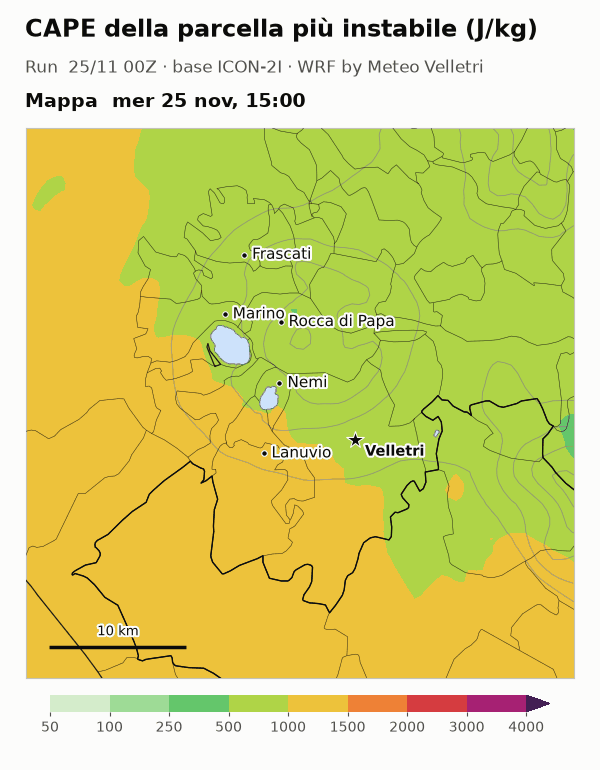 CAPE della parcella più instabile (J/kg)
Run  25/11 00Z · base ICON-2I · WRF by Meteo Velletri
Mappa  mer 25 nov, 15:00
Frascati
Marino
Rocca di Papa
Nemi
Velletri
Lanuvio
10 km
50 100 250 500 1000 1500 2000 3000 4000